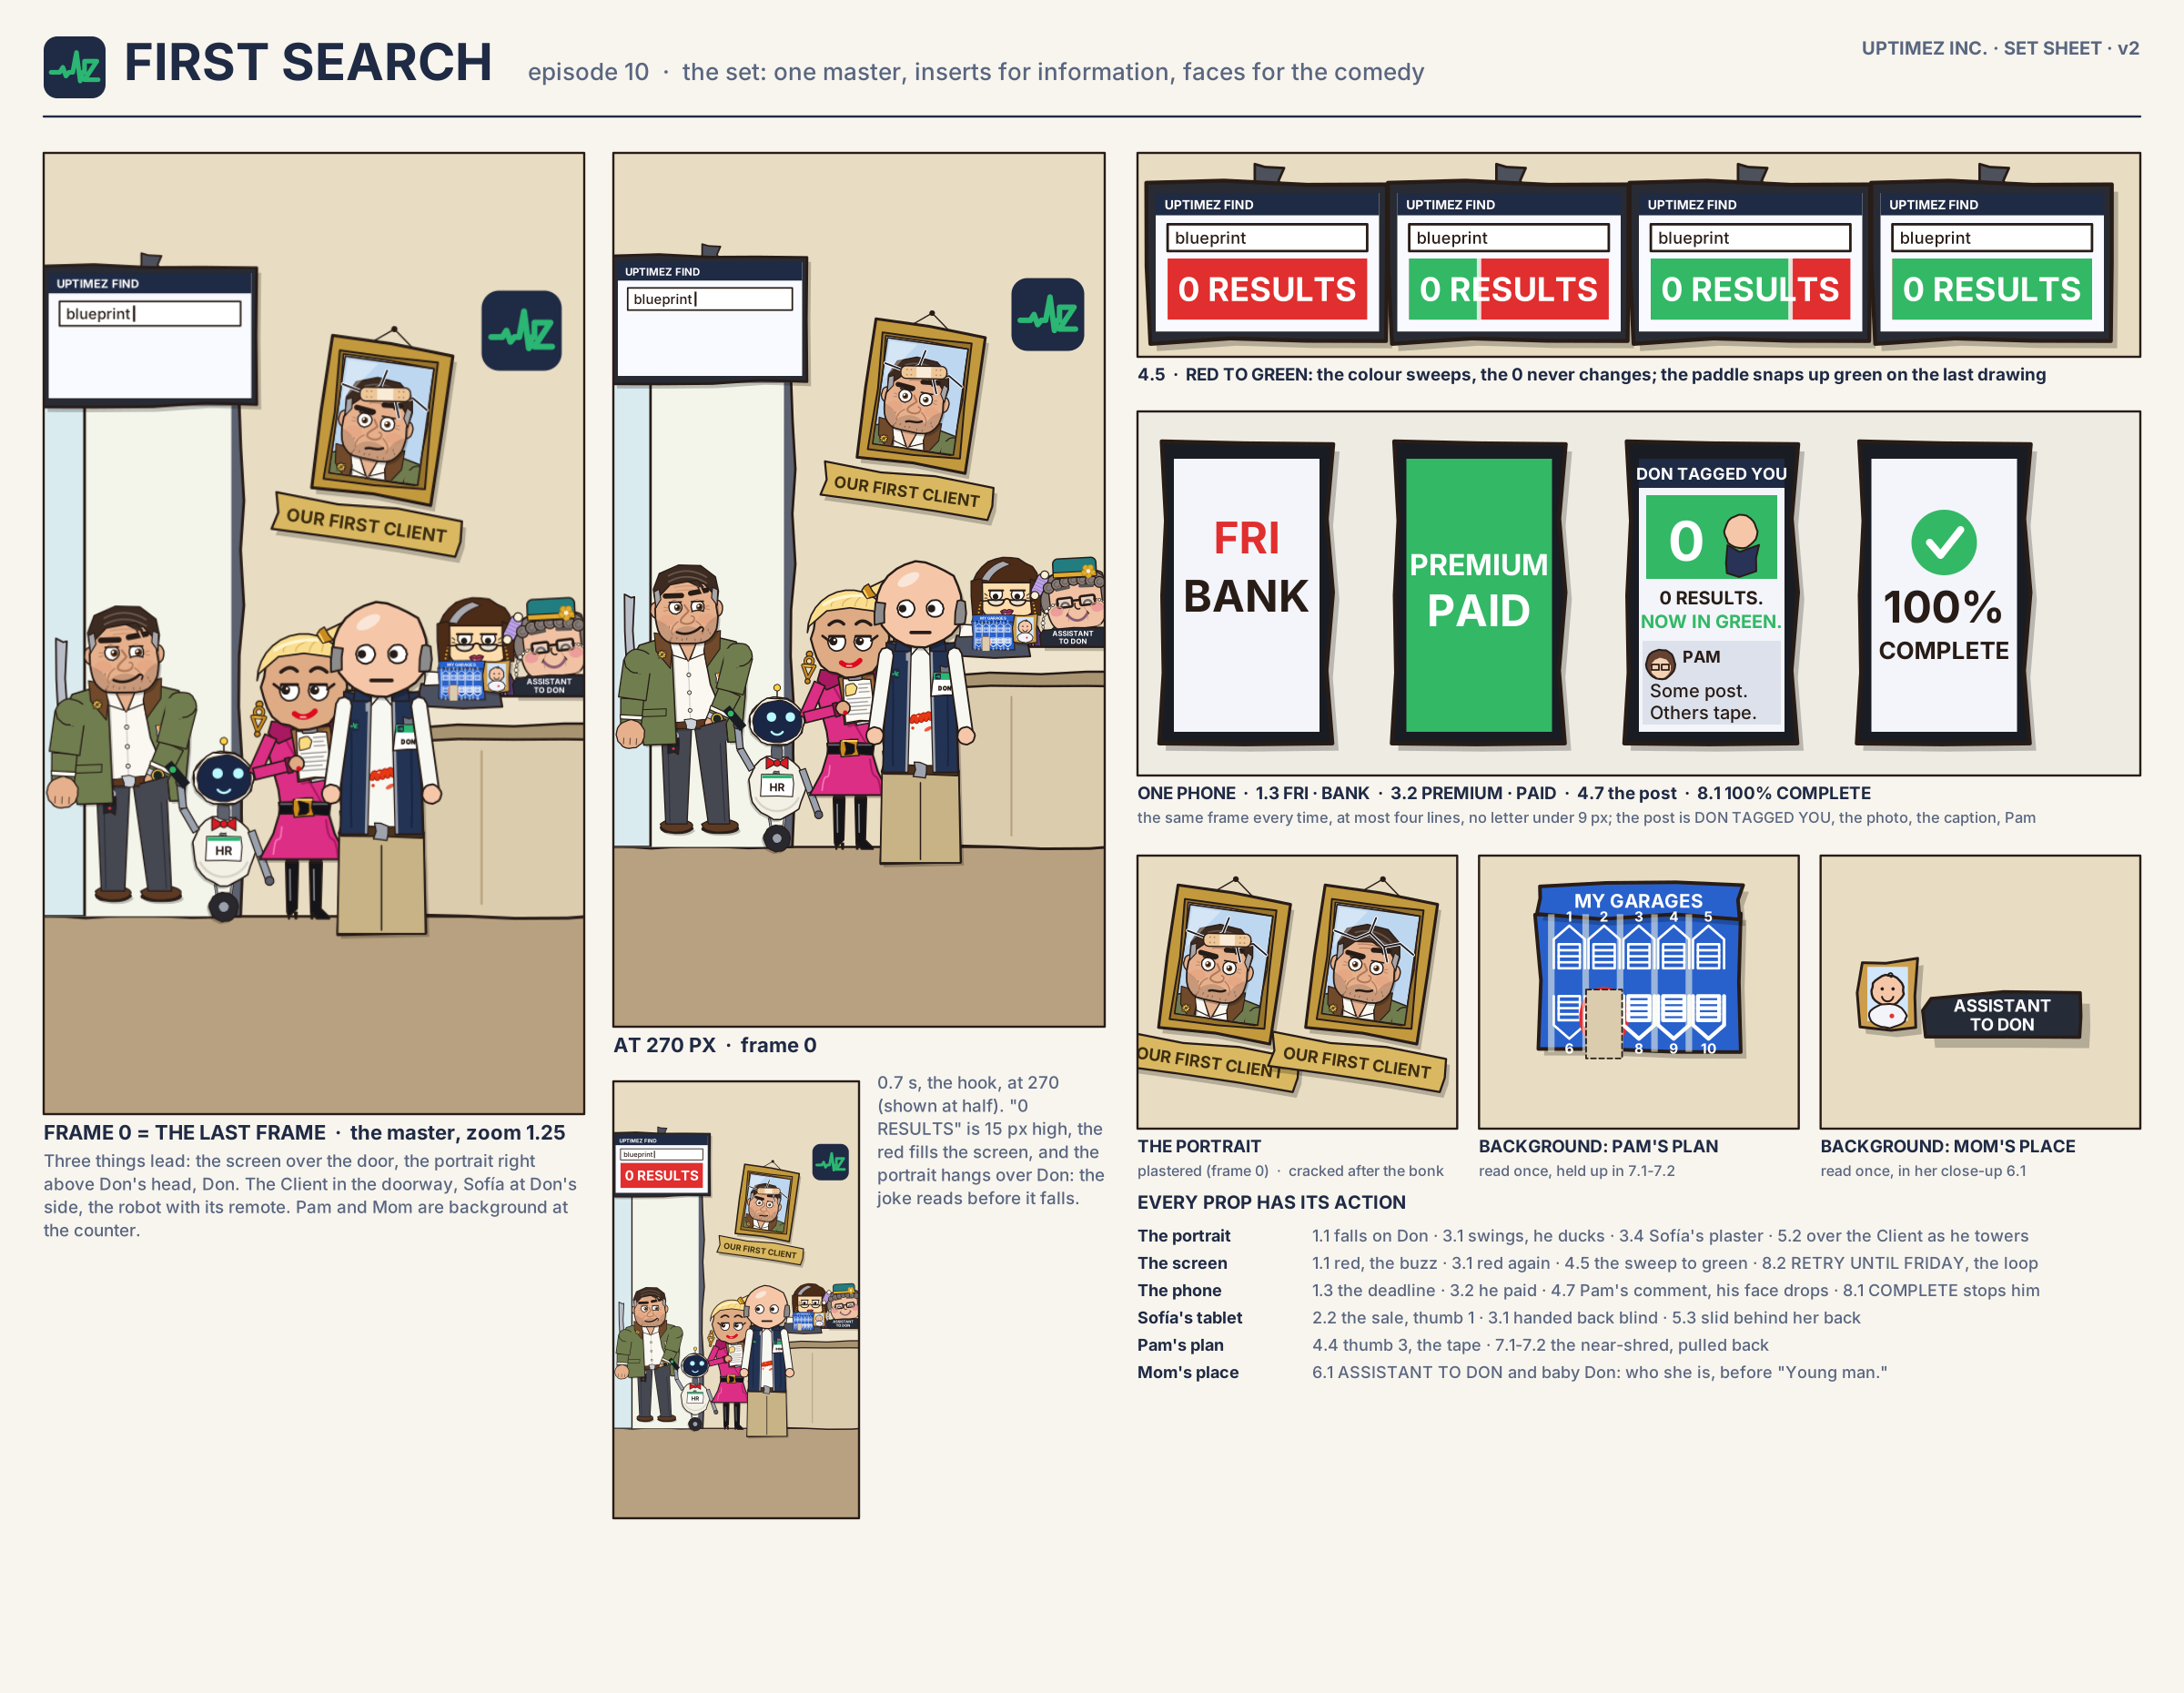 FIRST SEARCH
episode 10 · the set: one master, inserts for information, faces for the comedy
UPTIMEZ INC. · SET SHEET · v2
UPTIMEZ FIND
blueprint
OUR FIRST CLIENT
MY GARAGES
ASSISTANT
TO DON
DON
HR
FRAME 0 = THE LAST FRAME · the master, zoom 1.25
Three things lead: the screen over the door, the portrait right
above Don's head, Don. The Client in the doorway, Sofía at Don's
side, the robot with its remote. Pam and Mom are background at
the counter.
UPTIMEZ FIND
blueprint
OUR FIRST CLIENT
MY GARAGES
ASSISTANT
TO DON
DON
HR
AT 270 PX · frame 0
UPTIMEZ FIND
blueprint
0 RESULTS
OUR FIRST CLIENT
ASSISTANT
TO DON
HR
0.7 s, the hook, at 270
(shown at half). "0
RESULTS" is 15 px high, the
red fills the screen, and the
portrait hangs over Don: the
joke reads before it falls.
UPTIMEZ FIND
blueprint
0 RESULTS
UPTIMEZ FIND
blueprint
0 RESULTS
UPTIMEZ FIND
blueprint
0 RESULTS
UPTIMEZ FIND
blueprint
0 RESULTS
4.5 · RED TO GREEN: the colour sweeps, the 0 never changes; the paddle snaps up green on the last drawing
FRI
BANK
PREMIUM
PAID
DON TAGGED YOU
0
0 RESULTS.
NOW IN GREEN.
PAM
Some post.
Others tape.
100%
COMPLETE
ONE PHONE · 1.3 FRI · BANK · 3.2 PREMIUM · PAID · 4.7 the post · 8.1 100% COMPLETE
the same frame every time, at most four lines, no letter under 9 px; the post is DON TAGGED YOU, the photo, the caption, Pam
OUR FIRST CLIENT
OUR FIRST CLIENT
THE PORTRAIT
plastered (frame 0) · cracked after the bonk
MY GARAGES
1 2 3 4 5
6 8 9 10
BACKGROUND: PAM'S PLAN
read once, held up in 7.1-7.2
ASSISTANT
TO DON
BACKGROUND: MOM'S PLACE
read once, in her close-up 6.1
EVERY PROP HAS ITS ACTION
The portrait 1.1 falls on Don · 3.1 swings, he ducks · 3.4 Sofía's plaster · 5.2 over the Client as he towers
The screen 1.1 red, the buzz · 3.1 red again · 4.5 the sweep to green · 8.2 RETRY UNTIL FRIDAY, the loop
The phone 1.3 the deadline · 3.2 he paid · 4.7 Pam's comment, his face drops · 8.1 COMPLETE stops him
Sofía's tablet 2.2 the sale, thumb 1 · 3.1 handed back blind · 5.3 slid behind her back
Pam's plan 4.4 thumb 3, the tape · 7.1-7.2 the near-shred, pulled back
Mom's place 6.1 ASSISTANT TO DON and baby Don: who she is, before "Young man."